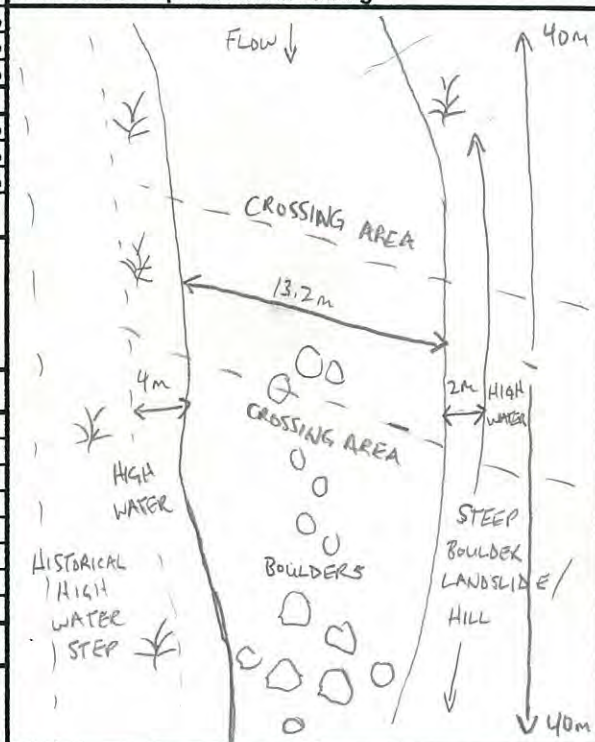 FLOW
40m
CROSSING AREA
13.2m
4m
2m
HIGH
WATER
CROSSING AREA
HIGH
WATER
STEEP
BOULDER
LANDSLIDE/
HILL
BOULDERS
HISTORICAL
HIGH
WATER
STEP
40m